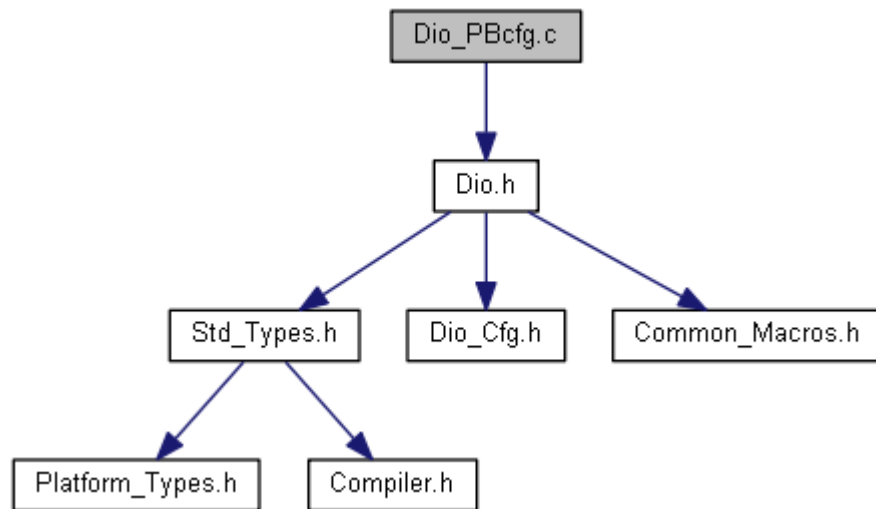 Dio_PBcfg.c
Dio.h
Std_Types.h
Dio_Cfg.h
Common_Macros.h
Platform_Types.h
Compiler.h